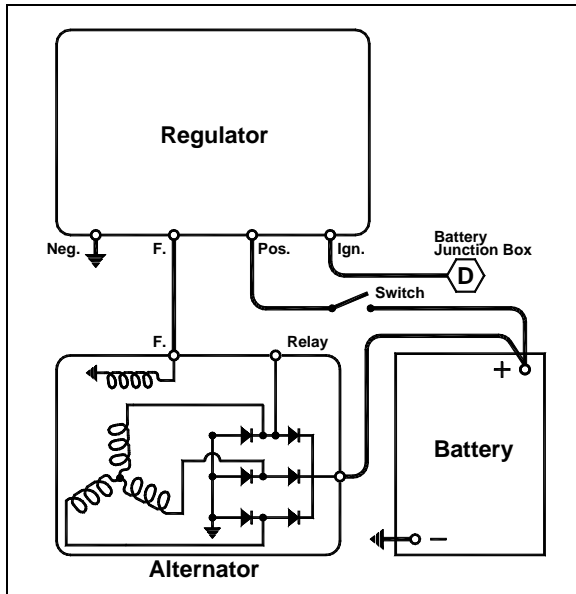 Regulator
Neg.
F.
Pos.
Ign.
Battery
Junction Box
D
Switch
F.
Relay
+
Battery
−
Alternator